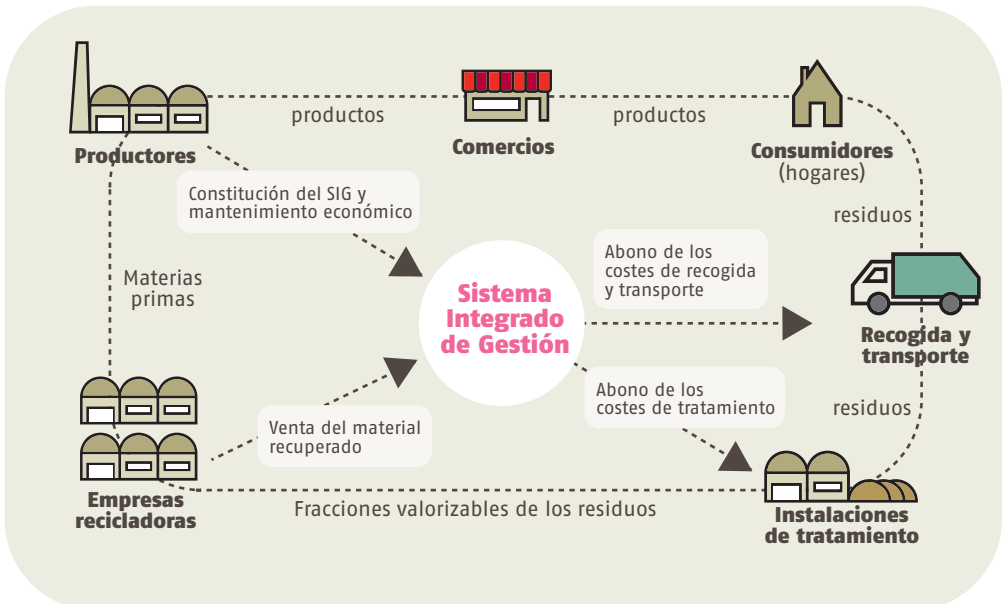 productos
productos
Productores
Comercios
Consumidores
(hogares)
Constitución del SIG y
mantenimiento económico
residuos
Materias
primas
Abono de los
costes de recogida
y transporte
Sistema
Integrado
de Gestión
Recogida y
transporte
Abono de los
costes de tratamiento
residuos
Venta del material
recuperado
Empresas
recicladoras
Fracciones valorizables de los residuos
Instalaciones
de tratamiento